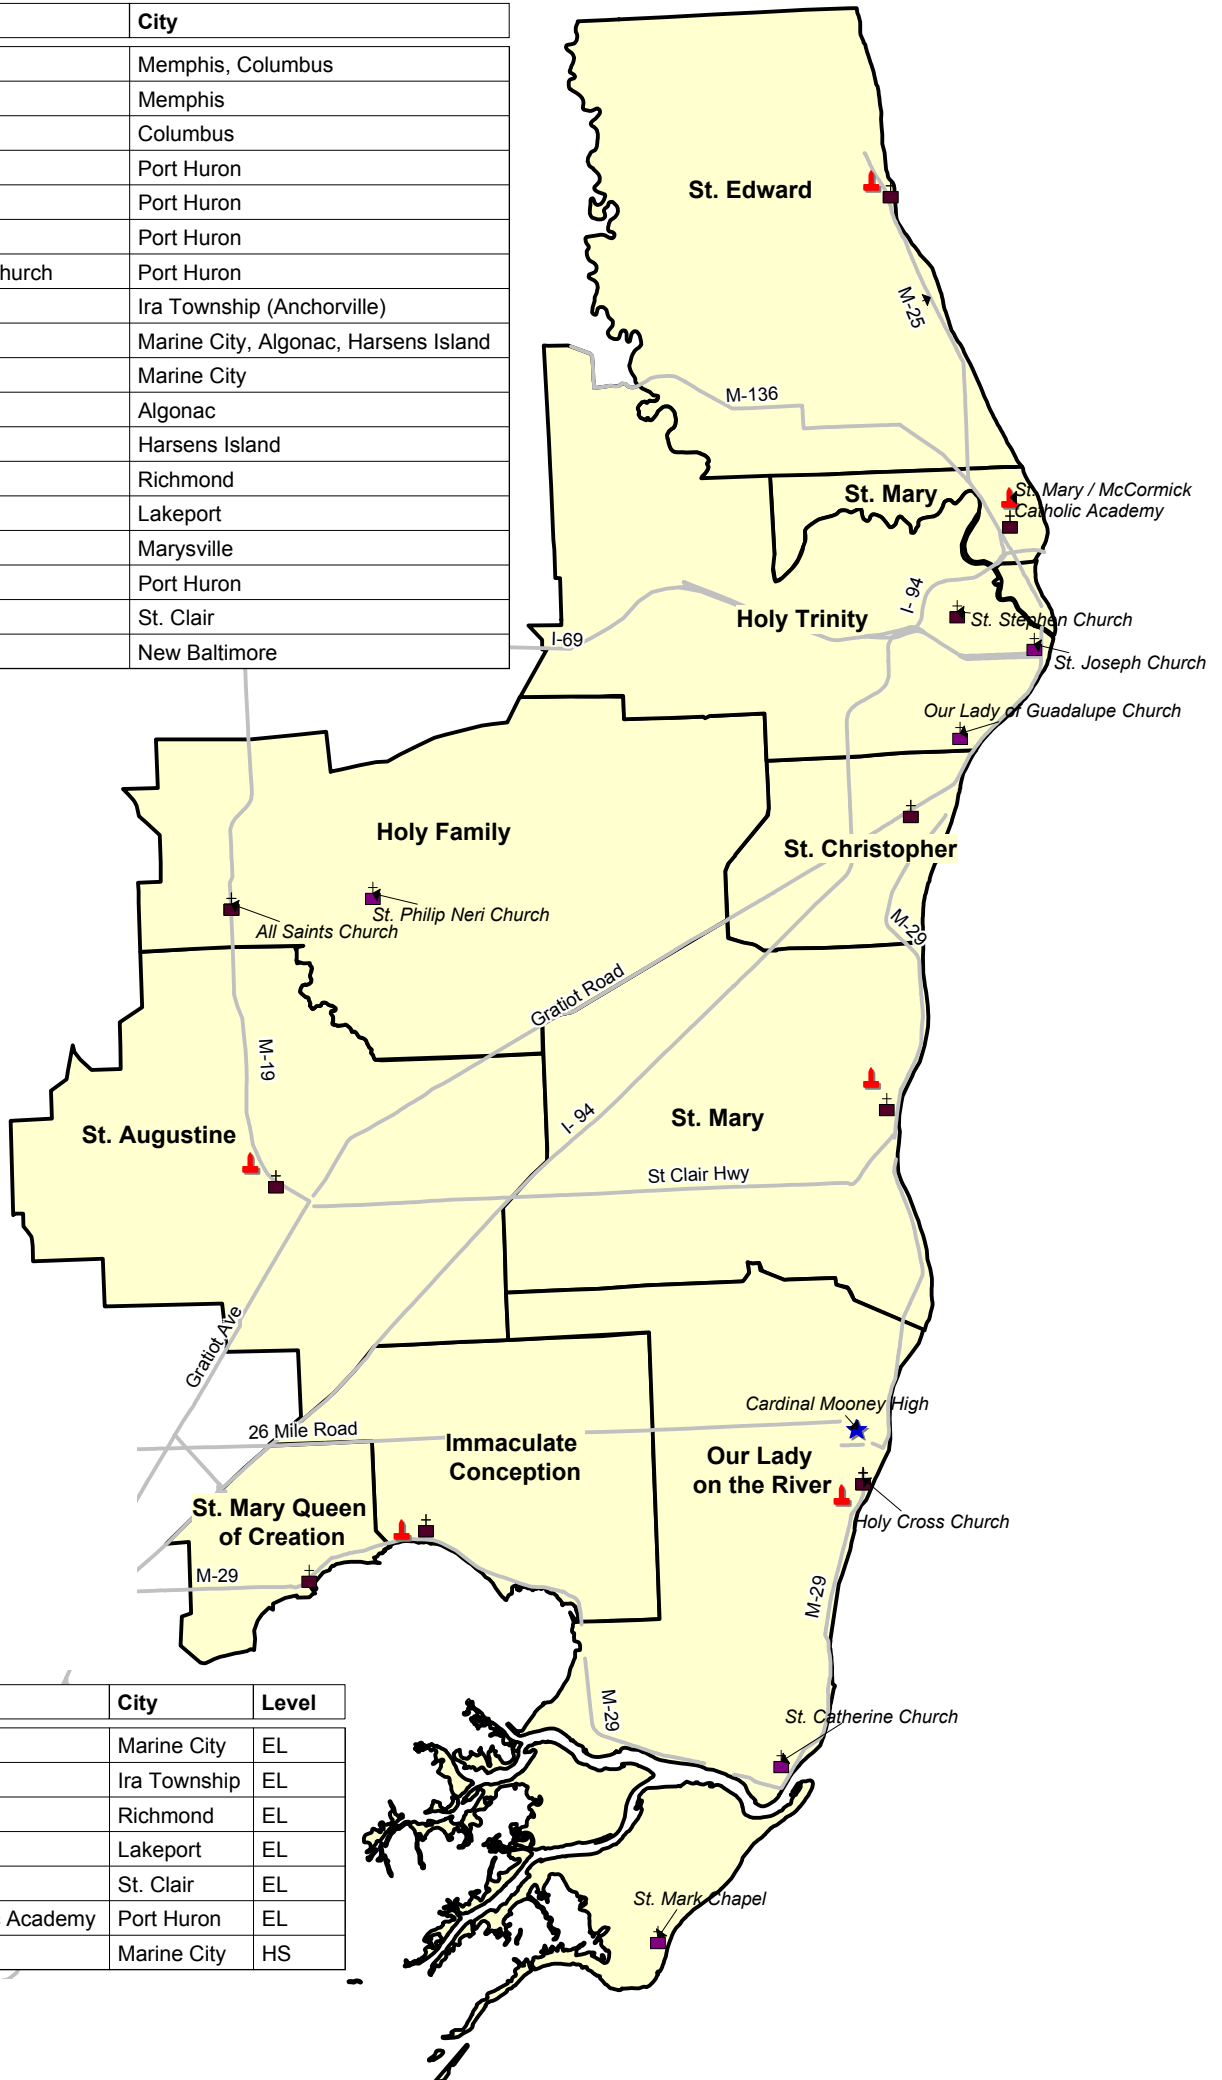 City
Memphis, Columbus
Memphis
Columbus
Port Huron
Port Huron
Port Huron
hurch Port Huron
Ira Township (Anchorville)
Marine City, Algonac, Harsens Island
Marine City
Algonac
Harsens Island
Richmond
Lakeport
Marysville
Port Huron
St. Clair
New Baltimore
St. Edward
M-25
M-136
St. Mary
St. Mary / McCormick
Catholic Academy
I- 94
Holy Trinity
St. Stephen Church
I-69
St. Joseph Church
Our Lady of Guadalupe Church
Holy Family
St. Christopher
St. Philip Neri Church
All Saints Church
M-29
Gratiot Road
M-19
St. Augustine
I- 94
St. Mary
St Clair Hwy
Gratiot Ave
Cardinal Mooney High
26 Mile Road
Immaculate
Conception
Our Lady
on the River
St. Mary Queen
of Creation
Holy Cross Church
M-29
M-29
M-29
St. Catherine Church
St. Mark Chapel
City Level
Marine City EL
Ira Township EL
Richmond EL
Lakeport EL
St. Clair EL
Academy Port Huron EL
Marine City HS